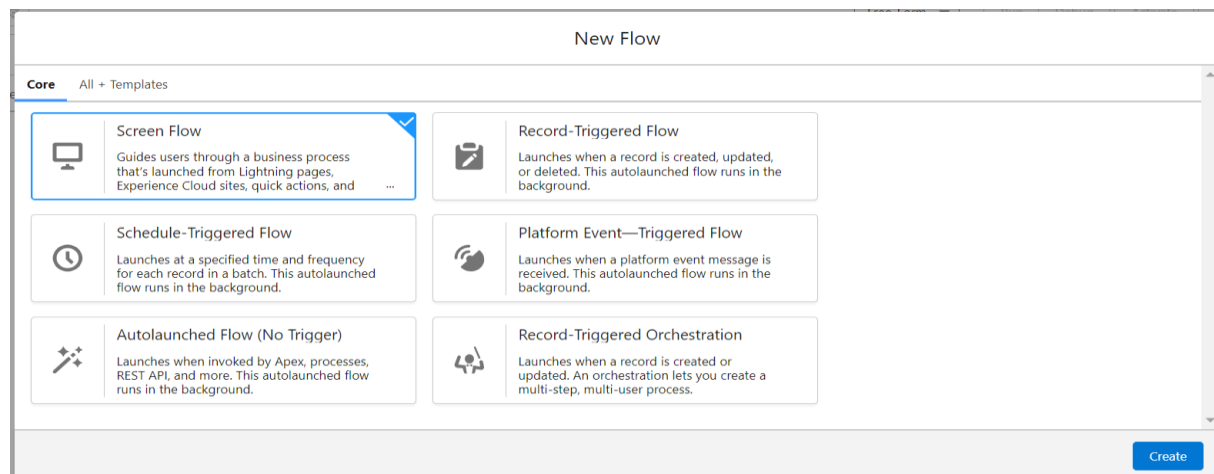 New Flow
Core All + Templates
Screen Flow
Guides users through a business process
that's launched from Lightning pages,
Experience Cloud sites, quick actions, and ...
Record-Triggered Flow
Launches when a record is created, updated,
or deleted. This autolaunched flow runs in the
background.
Schedule-Triggered Flow
Launches at a specified time and frequency
for each record in a batch. This autolaunched
flow runs in the background.
Platform Event—Triggered Flow
Launches when a platform event message is
received. This autolaunched flow runs in the
background.
Autolaunched Flow (No Trigger)
Launches when invoked by Apex, processes,
REST API, and more. This autolaunched flow
runs in the background.
Record-Triggered Orchestration
Launches when a record is created or
updated. An orchestration lets you create a
multi-step, multi-user process.
Create